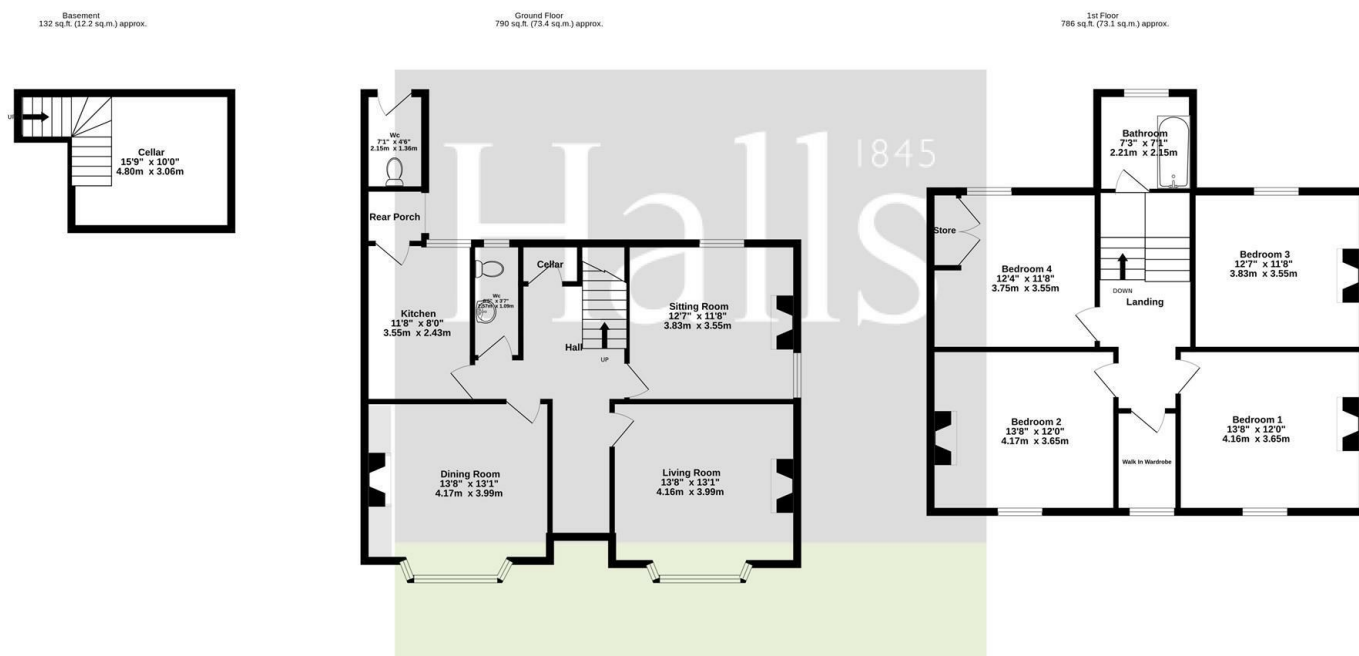 Basement
132 sq.ft. (12.2 sq.m.) approx.
Ground Floor
790 sq.ft. (73.4 sq.m.) approx.
1st Floor
786 sq.ft. (73.1 sq.m.) approx.
UP
Cellar
15'9" x 10'0"
4.80m x 3.06m
Halls
1845
Wc
7'1" x 4'6"
2.15m x 1.36m
Rear Porch
Kitchen
11'8" x 8'0"
3.55m x 2.43m
Wc
x 3'7"
x 1.09m
Cellar
Hall
UP
Sitting Room
12'7" x 11'8"
3.83m x 3.55m
Dining Room
13'8" x 13'1"
4.17m x 3.99m
Living Room
13'8" x 13'1"
4.16m x 3.99m
Bathroom
7'3" x 7'1"
2.21m x 2.15m
Store
Bedroom 4
12'4" x 11'8"
3.75m x 3.55m
DOWN
Landing
Bedroom 3
12'7" x 11'8"
3.83m x 3.55m
Bedroom 2
13'8" x 12'0"
4.17m x 3.65m
Walk In Wardrobe
Bedroom 1
13'8" x 12'0"
4.16m x 3.65m